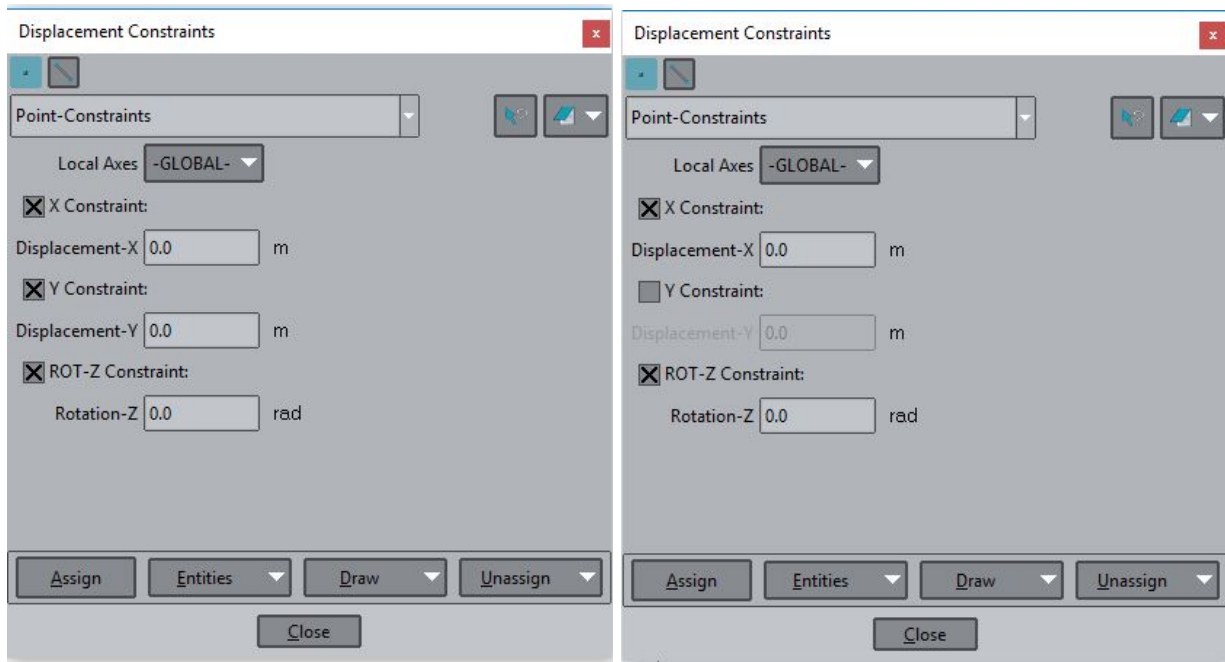 Displacement Constraints
x
Point-Constraints
Local Axes -GLOBAL-
X Constraint:
Displacement-X 0.0 m
Y Constraint:
Displacement-Y 0.0 m
ROT-Z Constraint:
Rotation-Z 0.0 rad
Assign Entities Draw Unassign
Close
Displacement Constraints
x
Point-Constraints
Local Axes -GLOBAL-
X Constraint:
Displacement-X 0.0 m
Y Constraint:
Displacement-Y 0.0 m
ROT-Z Constraint:
Rotation-Z 0.0 rad
Assign Entities Draw Unassign
Close